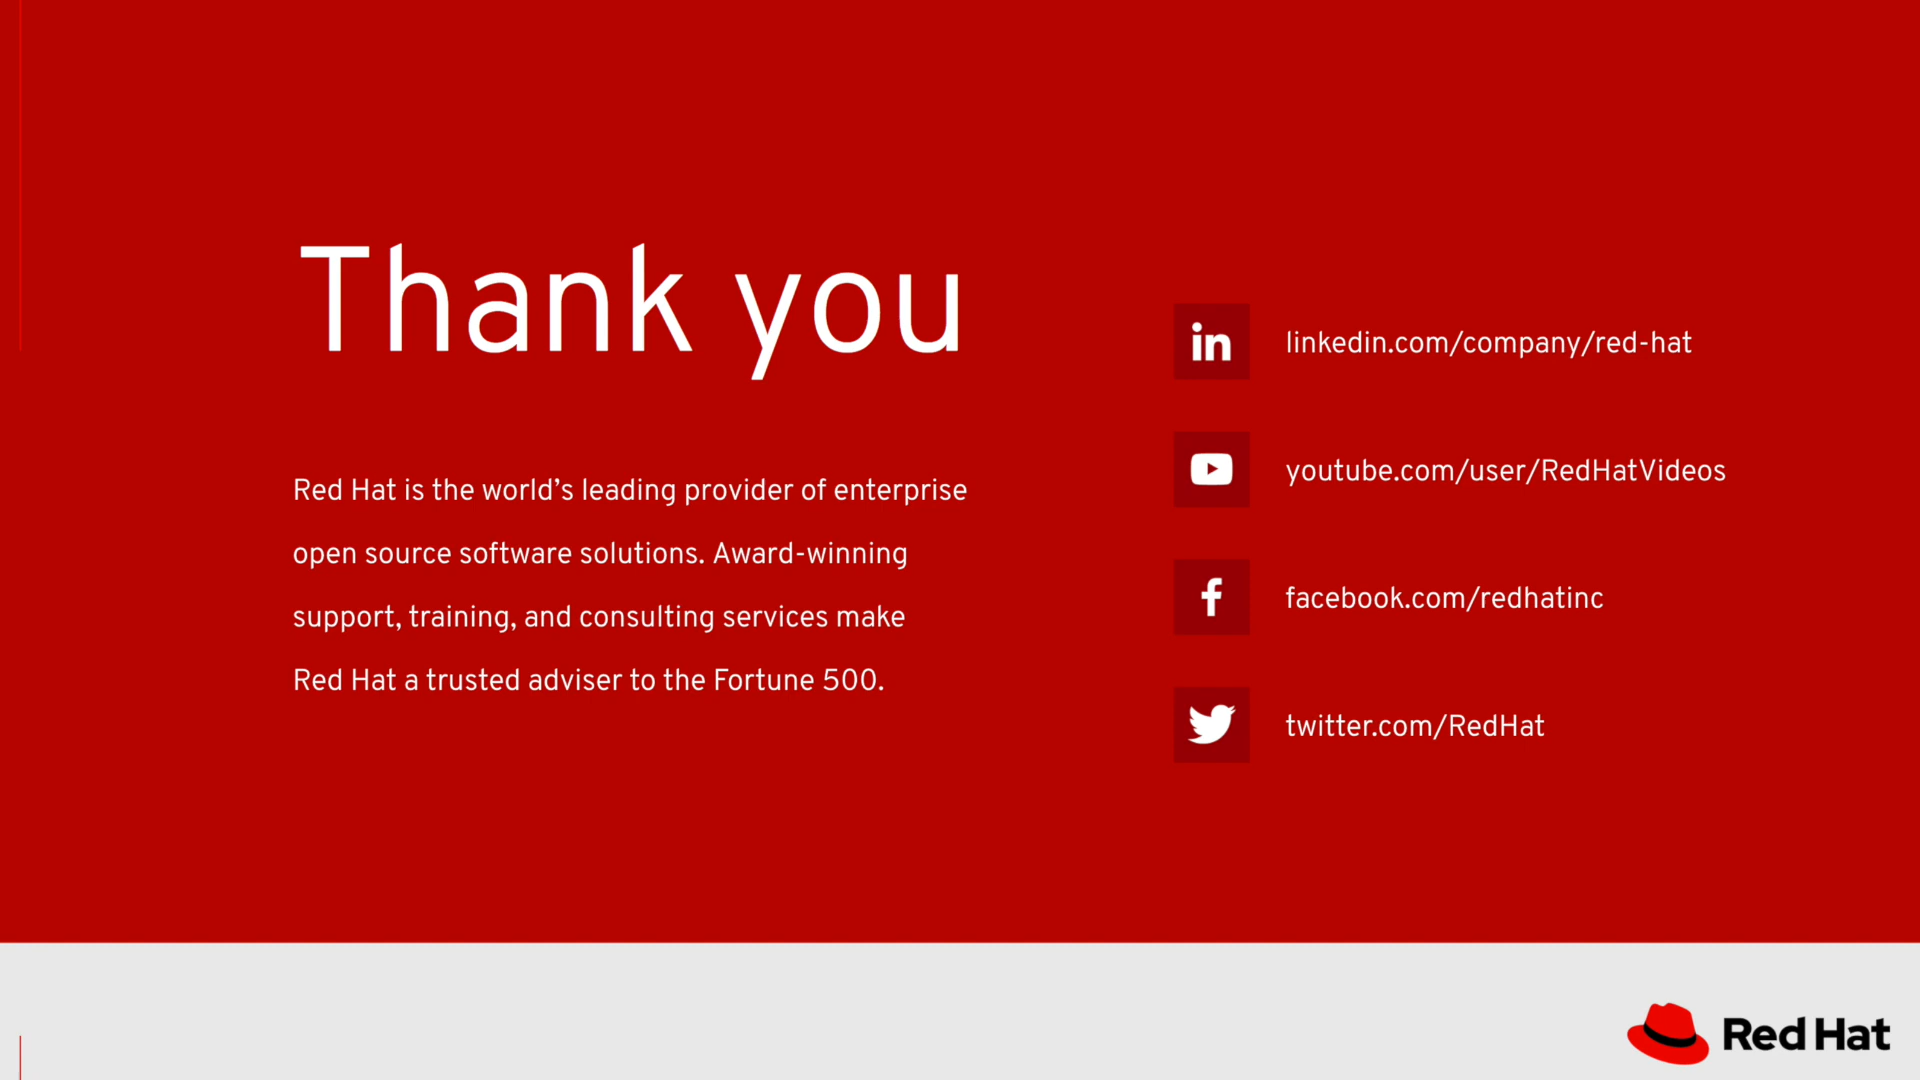 Thank you
Red Hat is the world’s leading provider of enterprise
open source software solutions. Award-winning
support, training, and consulting services make
Red Hat a trusted adviser to the Fortune 500.
linkedin.com/company/red-hat
youtube.com/user/RedHatVideos
facebook.com/redhatinc
twitter.com/RedHat
Red Hat